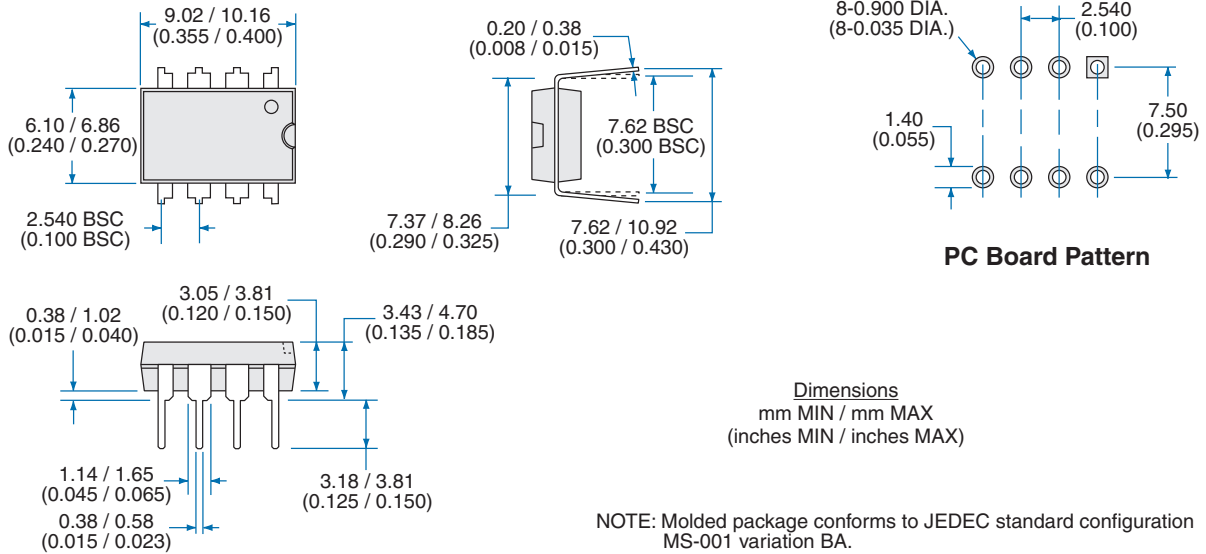 9.02 / 10.16
(0.355 / 0.400)
6.10 / 6.86
(0.240 / 0.270)
2.540 BSC
(0.100 BSC)
0.20 / 0.38
(0.008 / 0.015)
7.62 BSC
(0.300 BSC)
7.37 / 8.26
(0.290 / 0.325)
7.62 / 10.92
(0.300 / 0.430)
8-0.900 DIA.
(8-0.035 DIA.)
2.540
(0.100)
1.40
(0.055)
7.50
(0.295)
PC Board Pattern
0.38 / 1.02
(0.015 / 0.040)
3.05 / 3.81
(0.120 / 0.150)
3.43 / 4.70
(0.135 / 0.185)
1.14 / 1.65
(0.045 / 0.065)
0.38 / 0.58
(0.015 / 0.023)
3.18 / 3.81
(0.125 / 0.150)
Dimensions
mm MIN / mm MAX
(inches MIN / inches MAX)
NOTE: Molded package conforms to JEDEC standard configuration
MS-001 variation BA.